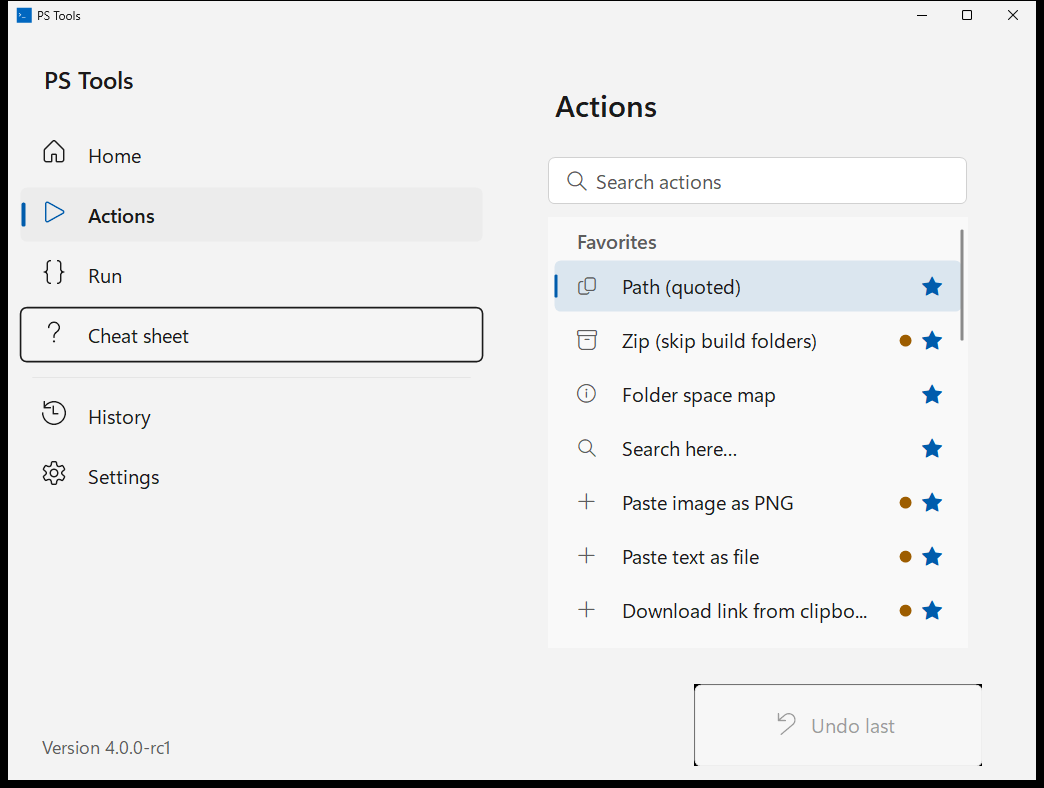 PS Tools
PS Tools
Home
Actions
Run
Cheat sheet
History
Settings
Version 4.0.0-rc1
Actions
Search actions
Favorites
Path (quoted)
Zip (skip build folders)
Folder space map
Search here...
Paste image as PNG
Paste text as file
Download link from clipbo...
Undo last